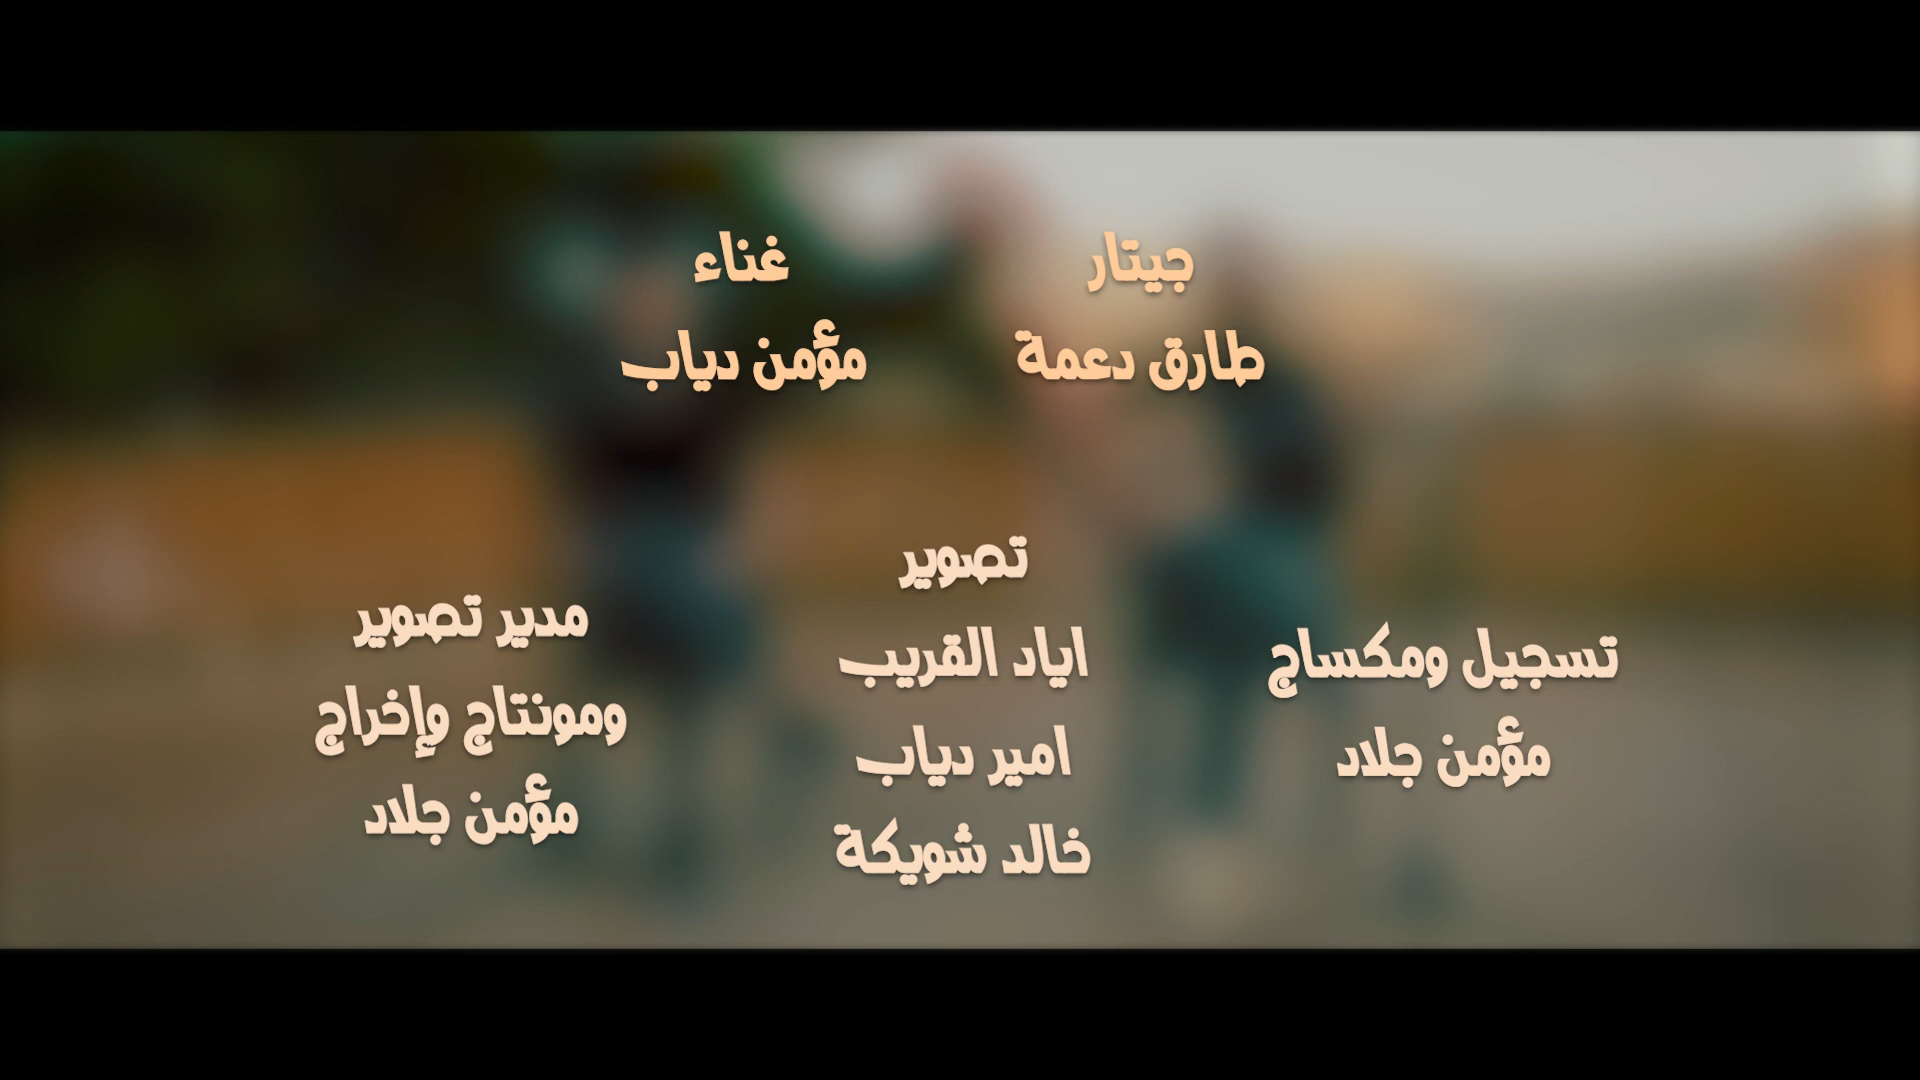 جيتار
طارق دعمة
غناء
مؤمن دياب
تسجيل ومكساج
مؤمن جلاد
تصوير
اياد القريب
امير دياب
خالد شويكة
مدير تصوير
ومونتاج وإخراج
مؤمن جلاد